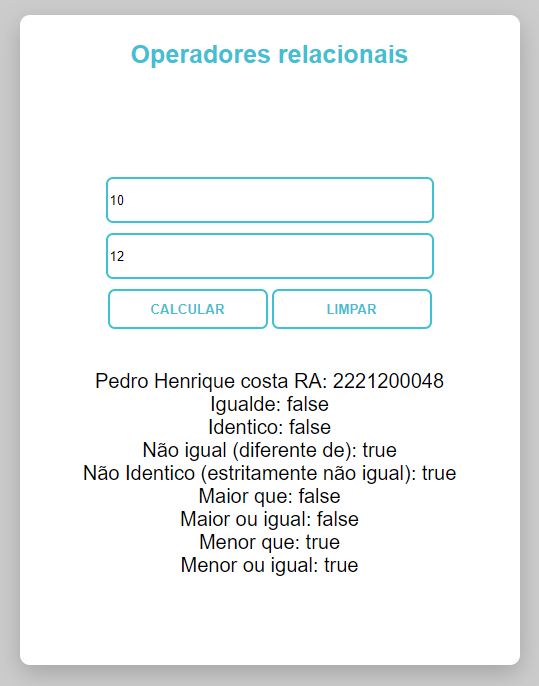 Operadores relacionais
10
12
CALCULAR LIMPAR
Pedro Henrique costa RA: 2221200048
Igualde: false
Identico: false
Não igual (diferente de): true
Não Identico (estritamente não igual): true
Maior que: false
Maior ou igual: false
Menor que: true
Menor ou igual: true